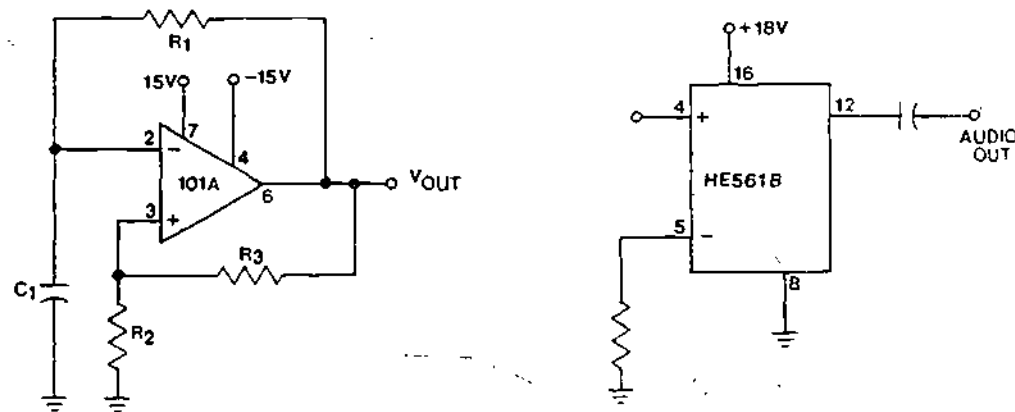 R1
15V
-15V
7
2
-
4
101A
6
VOUT
3
+
R3
C1
R2
+18V
16
4
+
12
AUDIO
OUT
HE561B
5
-
8